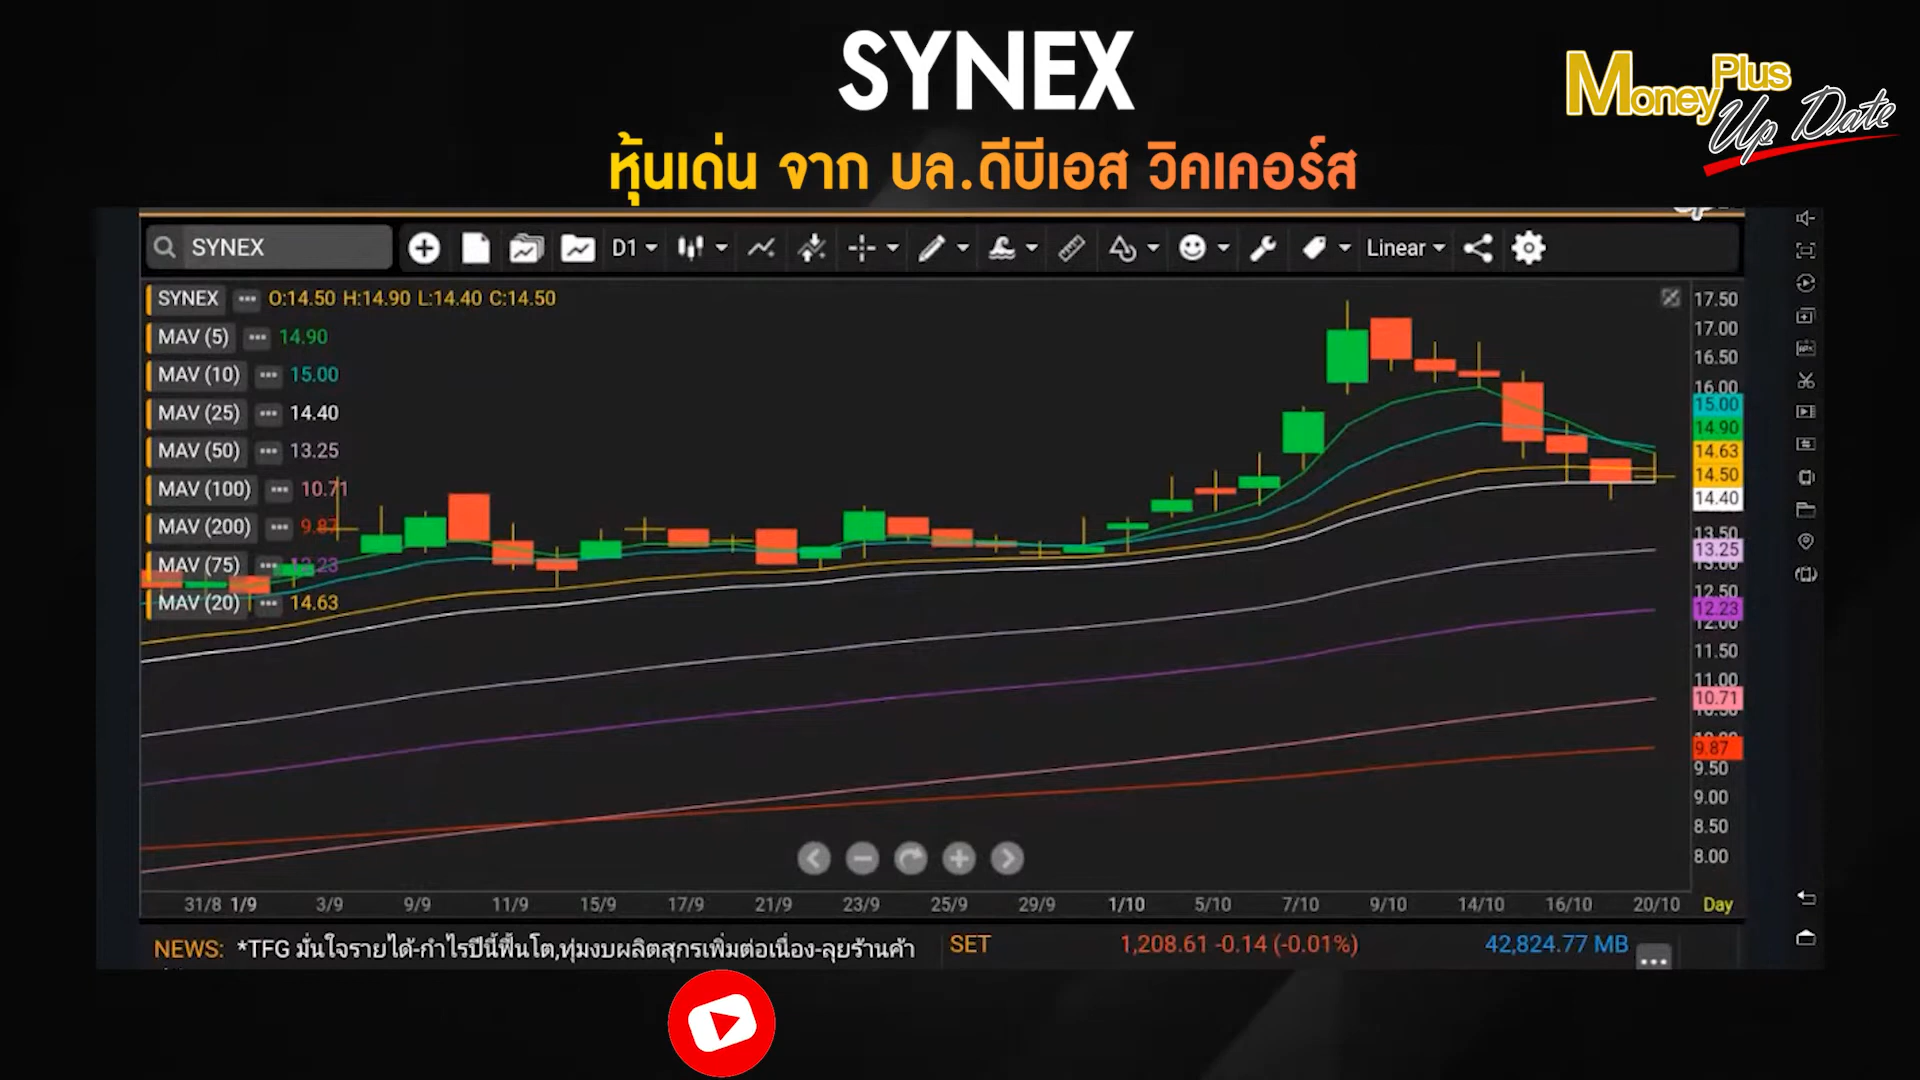 SYNEX
Money Plus
Up Date
หุ้นเด่น จาก บล.ดีบีเอส วิคเคอร์ส
SYNEX D1 Linear
SYNEX O:14.50 H:14.90 L:14.40 C:14.50
MAV (5) 14.90
MAV (10) 15.00
MAV (25) 14.40
MAV (50) 13.25
MAV (100) 10.71
MAV (200) 9.87
MAV (75) 12.23
MAV (20) 14.63
17.50
17.00
16.50
16.00
15.00
14.90
14.63
14.50
14.40
13.50
13.25
13.00
12.50
12.23
12.00
11.50
11.00
10.71
10.50
9.87
9.50
9.00
8.50
8.00
31/8 1/9 3/9 9/9 11/9 15/9 17/9 21/9 23/9 25/9 29/9 1/10 5/10 7/10 9/10 14/10 16/10 20/10 Day
NEWS: *TFG มั่นใจรายได้-กำไรปีนี้ฟื้นโต,ทุ่มงบผลิตสุกรเพิ่มต่อเนื่อง-ลุยร้านค้า
SET 1,208.61 -0.14 (-0.01%) 42,824.77 MB